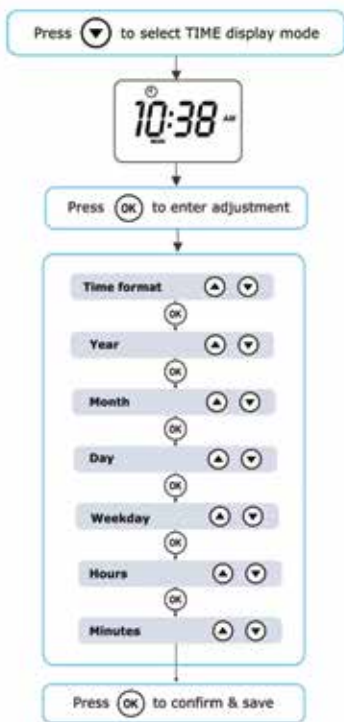 Press ▼ to select TIME display mode
10:38 AM
MON
Press OK to enter adjustment
Time format ▲ ▼
OK
Year ▲ ▼
OK
Month ▲ ▼
OK
Day ▲ ▼
OK
Weekday ▲ ▼
OK
Hours ▲ ▼
OK
Minutes ▲ ▼
Press OK to confirm & save